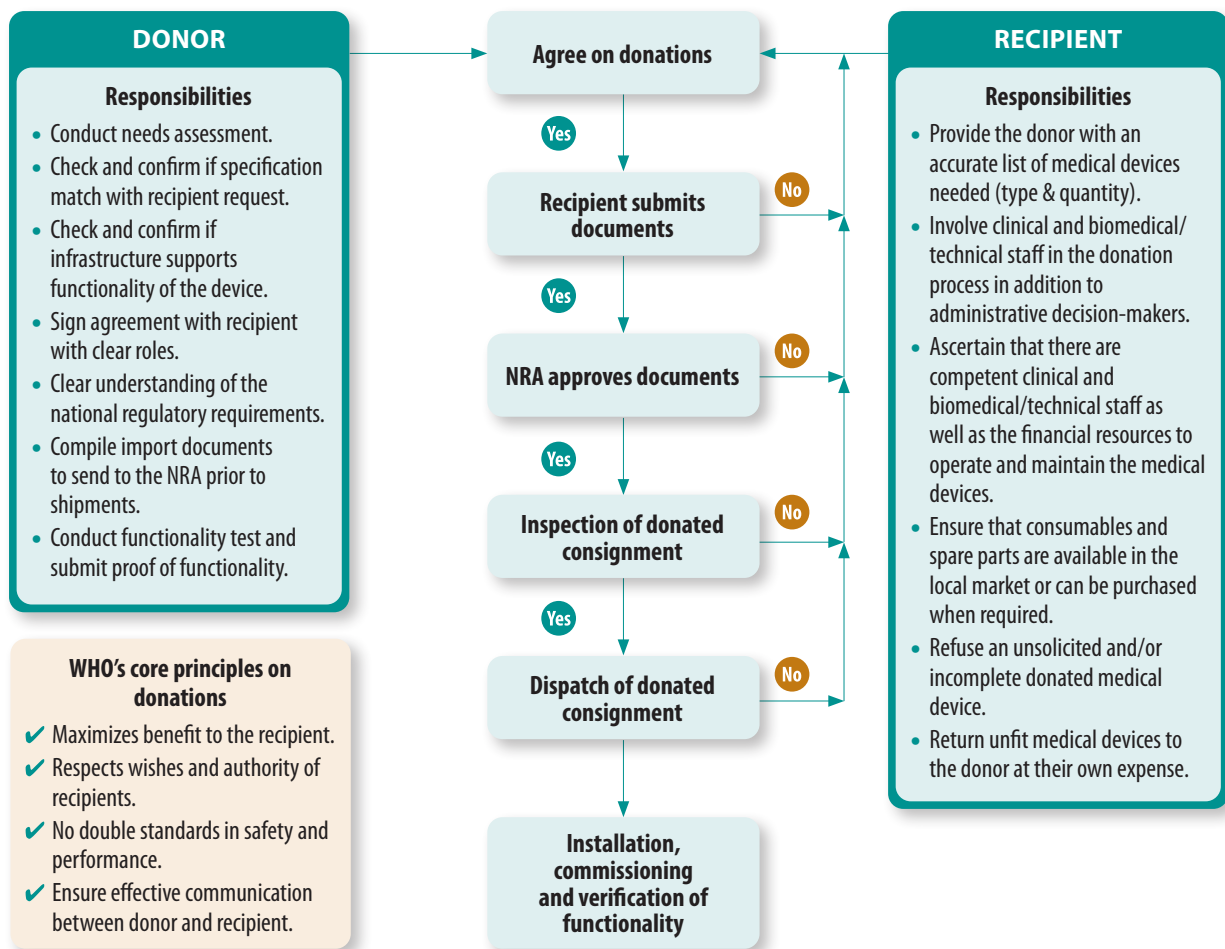 DONOR
Responsibilities
• Conduct needs assessment.
• Check and confirm if specification
match with recipient request.
• Check and confirm if
infrastructure supports
functionality of the device.
• Sign agreement with recipient
with clear roles.
• Clear understanding of the
national regulatory requirements.
• Compile import documents
to send to the NRA prior to
shipments.
• Conduct functionality test and
submit proof of functionality.
WHO's core principles on
donations
✔ Maximizes benefit to the recipient.
✔ Respects wishes and authority of
recipients.
✔ No double standards in safety and
performance.
✔ Ensure effective communication
between donor and recipient.
Agree on donations
Yes
Recipient submits
documents
No
Yes
NRA approves documents
No
Yes
Inspection of donated
consignment
No
Yes
Dispatch of donated
consignment
No
Installation,
commissioning
and verification of
functionality
RECIPIENT
Responsibilities
• Provide the donor with an
accurate list of medical devices
needed (type & quantity).
• Involve clinical and biomedical/
technical staff in the donation
process in addition to
administrative decision-makers.
• Ascertain that there are
competent clinical and
biomedical/technical staff as
well as the financial resources to
operate and maintain the medical
devices.
• Ensure that consumables and
spare parts are available in the
local market or can be purchased
when required.
• Refuse an unsolicited and/or
incomplete donated medical
device.
• Return unfit medical devices to
the donor at their own expense.